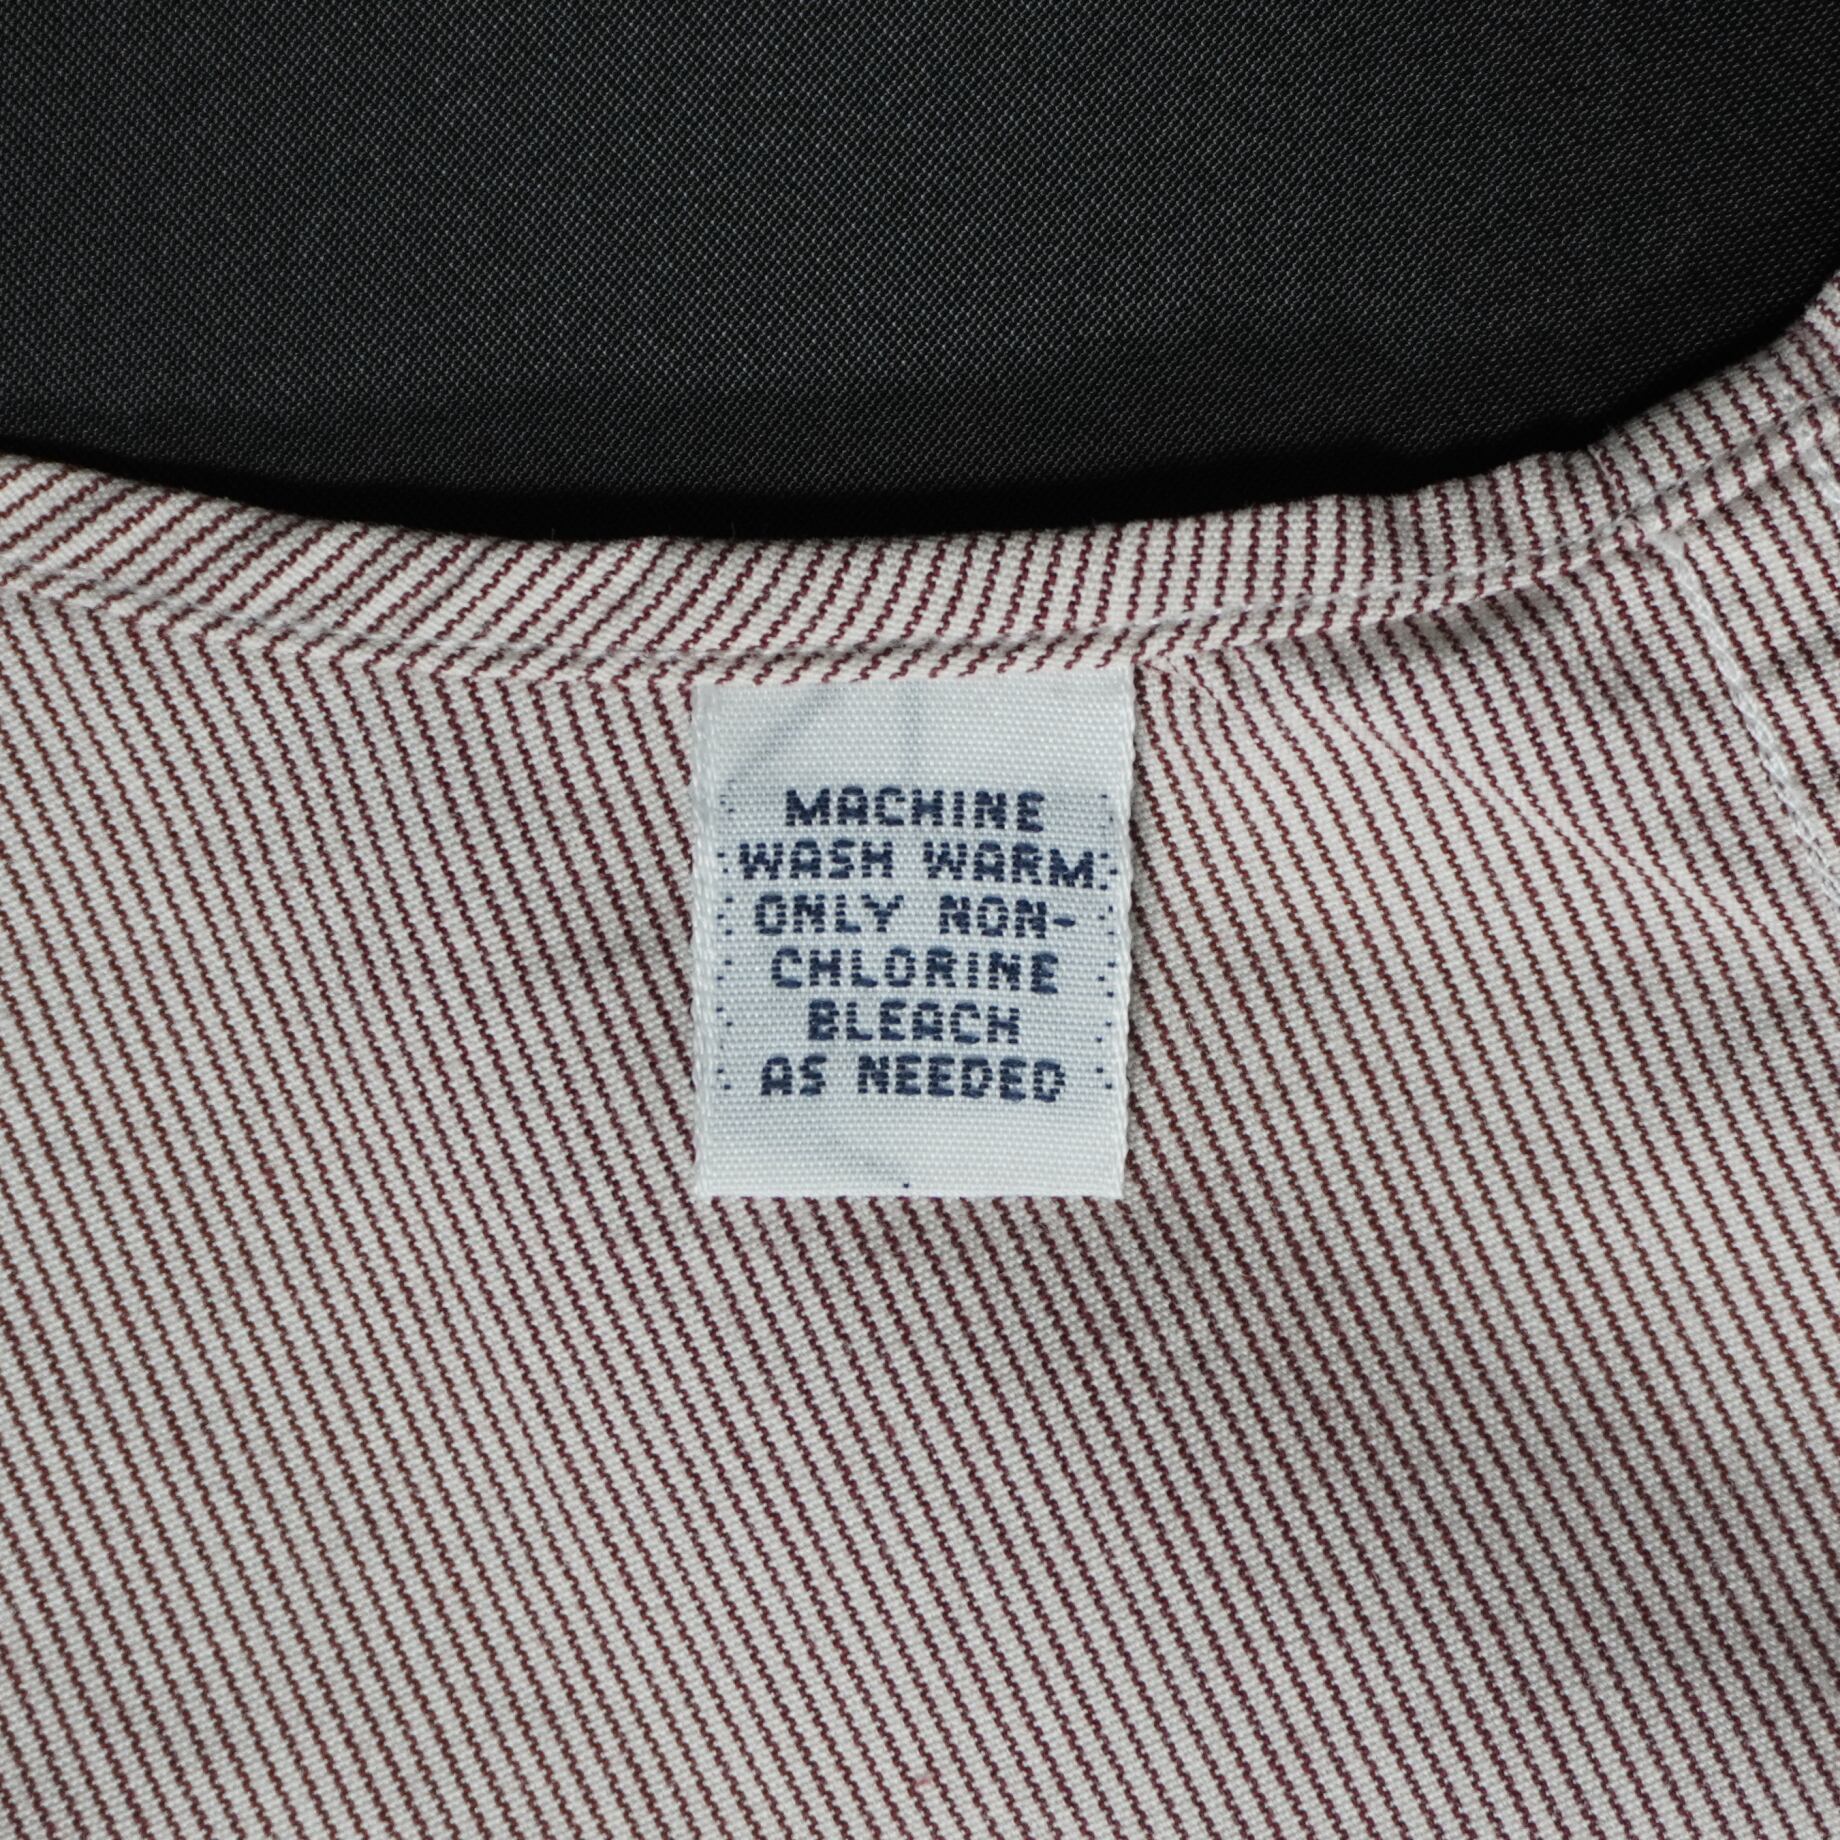 MACHINE
WASH WARM
ONLY NON-
CHLORINE
BLEACH
AS NEEDED